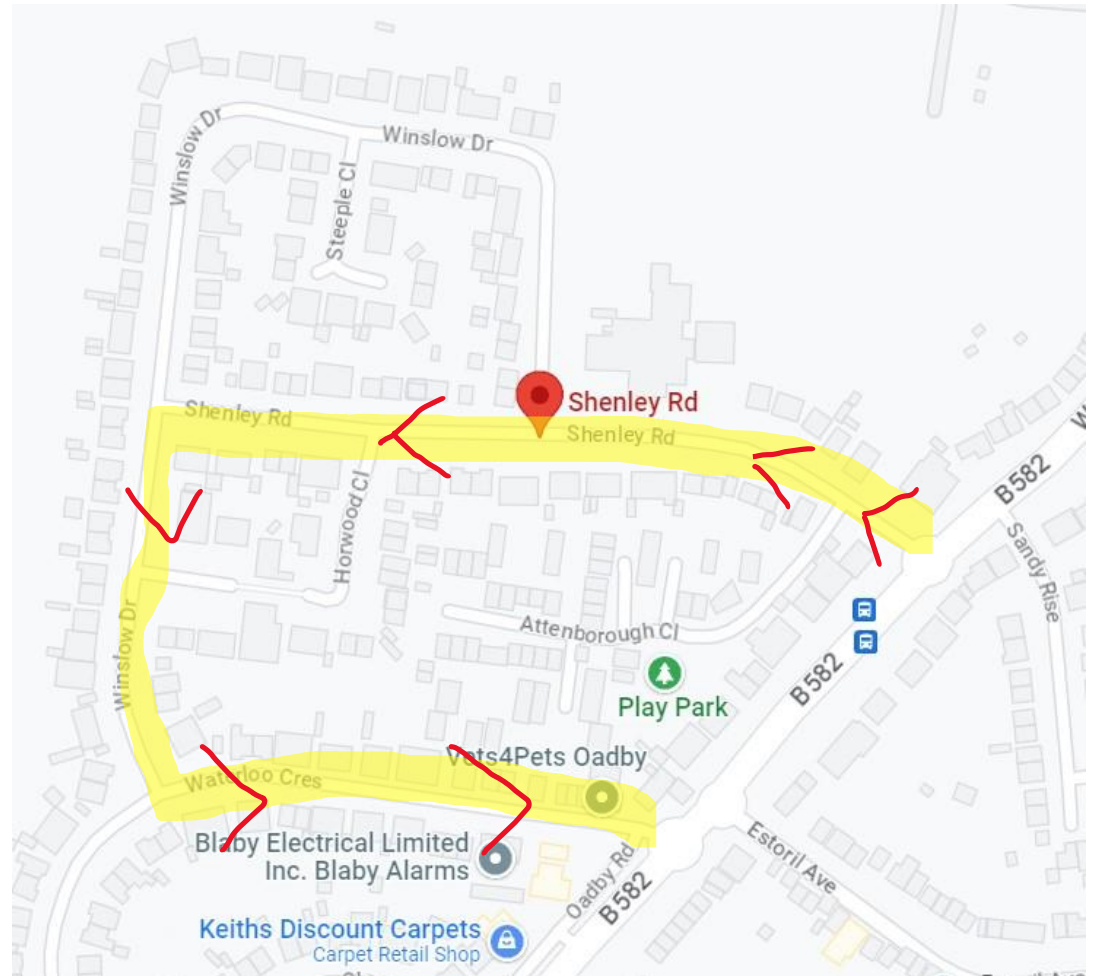 Winslow Dr
Winslow Dr
Steeple Cl
Shenley Rd
Shenley Rd
Shenley Rd
B582
Sandy Rise
Horwood Cl
Attenborough Cl
B582
Winslow Dr
Play Park
Vets4Pets Oadby
Waterloo Cres
Blaby Electrical Limited
Inc. Blaby Alarms
Estoril Ave
Oadby Rd
B582
Keiths Discount Carpets
Carpet Retail Shop